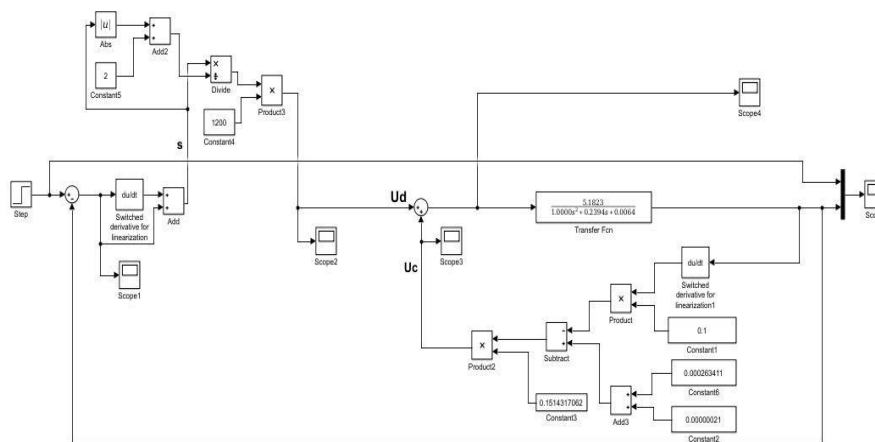 |u|
Abs
Add2
2
Constant5
Divide
1200
Constant4
Product3
Scope4
s
Step
du/dt
Switched
derivative for
linearization
Add
Scope1
Ud
Scope2
Uc
Scope3
5.1823
1.0000s²+0.2394s+0.0064
Transfer Fcn
du/dt
Switched
derivative for
linearization1
Product
0.1
Constant1
Subtract
Product2
0.1514317062
Constant3
Add3
0.000263411
Constant6
0.00000021
Constant2